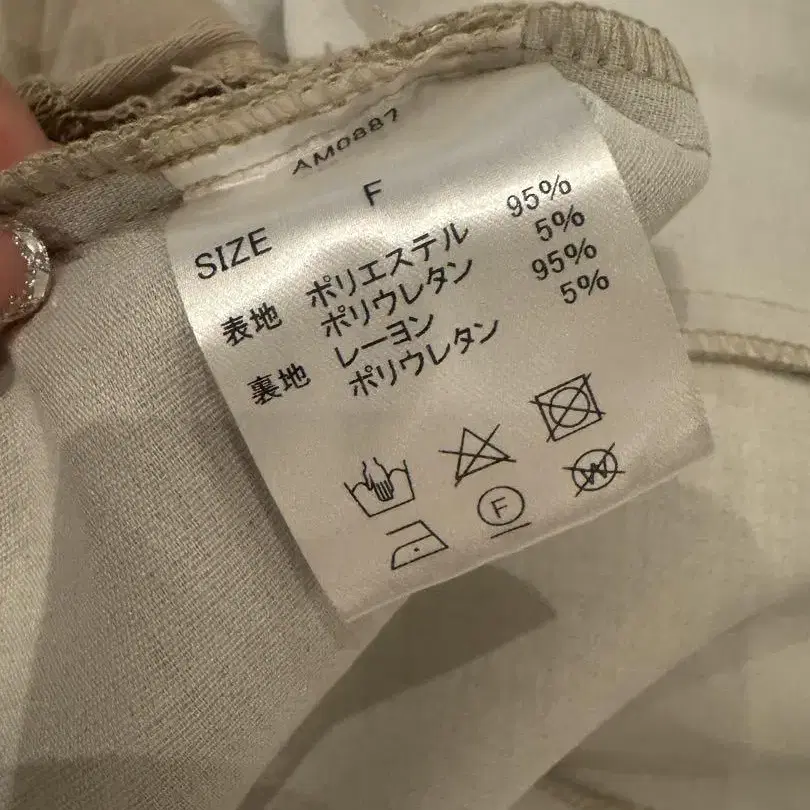 AM0887
SIZE F
表地 ポリエステル 95%
ポリウレタン 5%
裏地 レーヨン 95%
ポリウレタン 5%
F
W